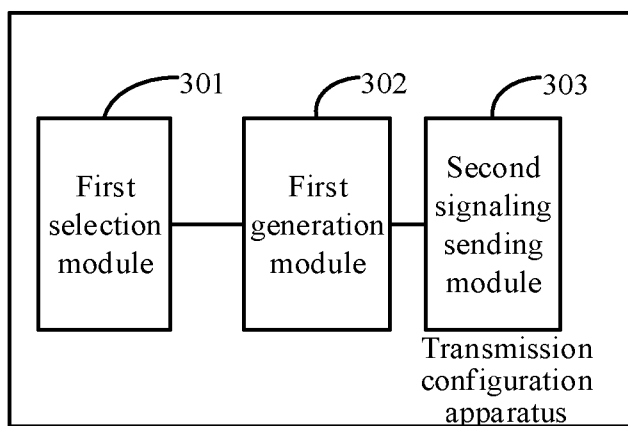 301
302
303
First
selection
module
First
generation
module
Second
signaling
sending
module
Transmission
configuration
apparatus